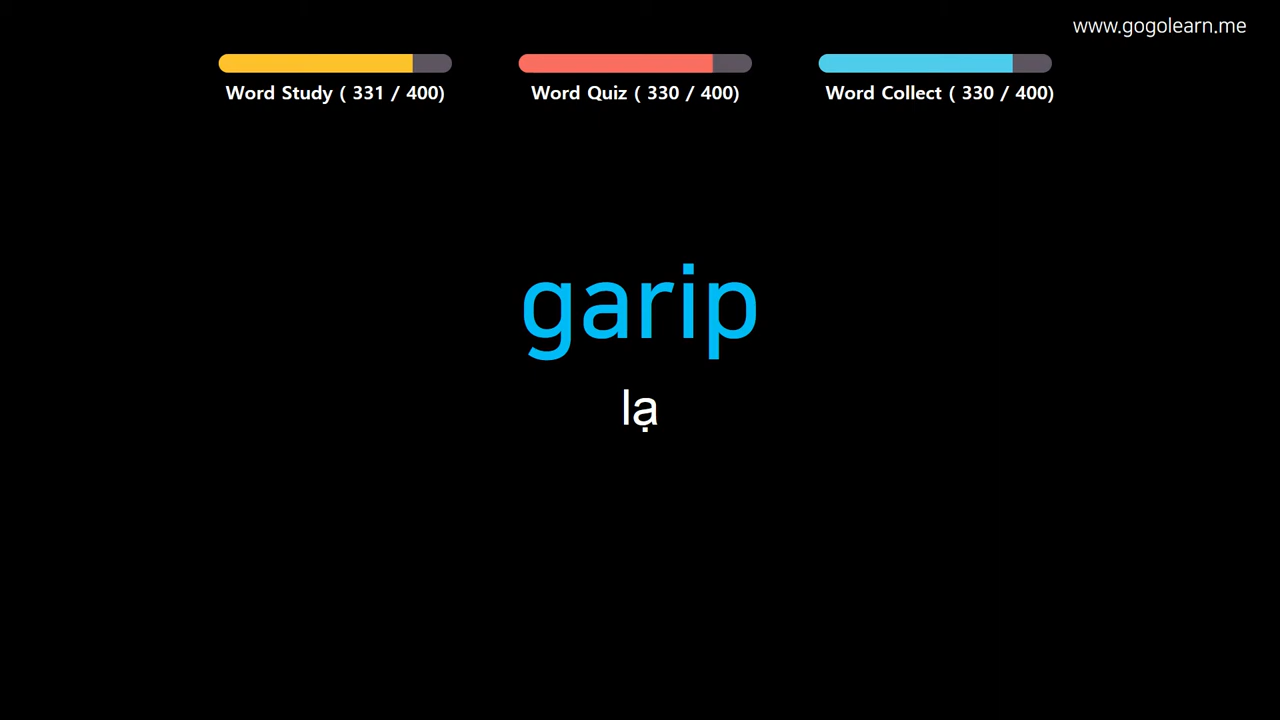 www.gogolearn.me
Word Study ( 331 / 400)
Word Quiz ( 330 / 400)
Word Collect ( 330 / 400)
garip
lạ